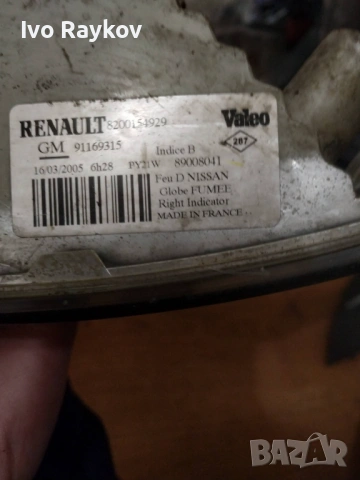 Ivo Raykov
RENAULT 8200154929 Valeo
GM 91169315 Indice B 287
16/03/2005 6h28 PY21W 89008041
Feu D NISSAN
Globe FUMEE
Right Indicator
MADE IN FRANCE
BAZAR